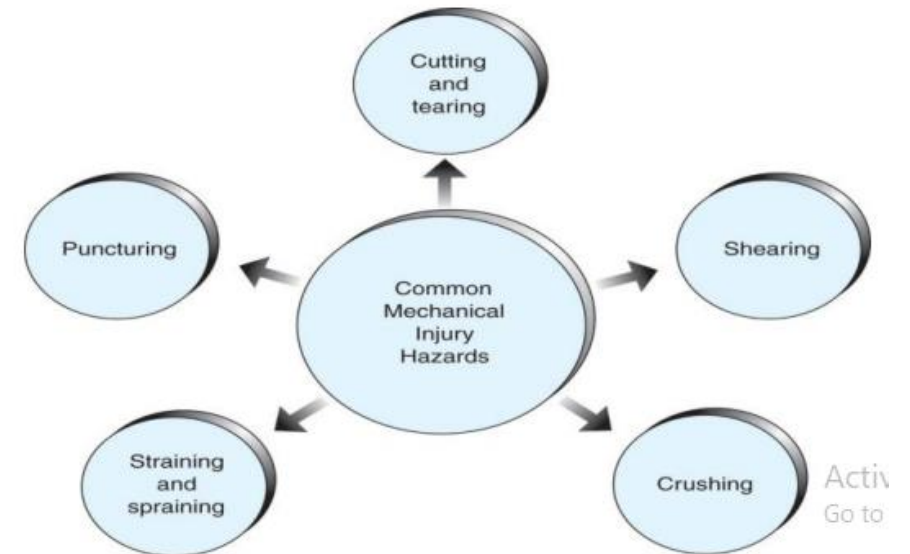 Cutting
and
tearing
Puncturing
Shearing
Common
Mechanical
Injury
Hazards
Straining
and
spraining
Crushing
Activ
Go to